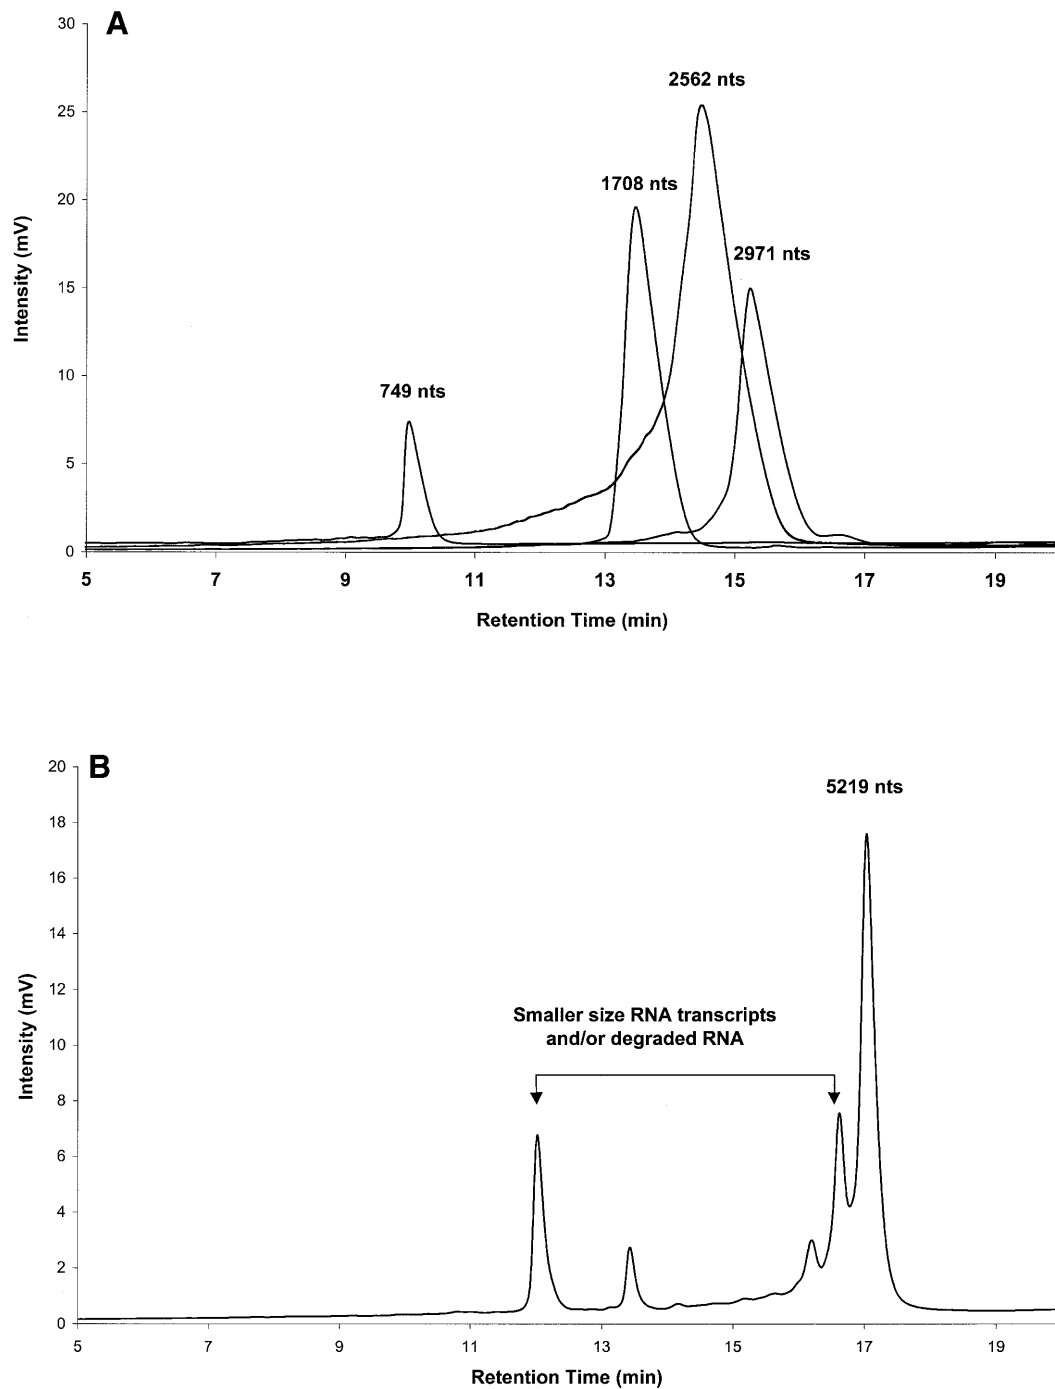 A
30
25
20
15
10
5
0
Intensity (mV)
2562 nts
1708 nts
2971 nts
749 nts
5 7 9 11 13 15 17 19
Retention Time (min)
B
20
18
16
14
12
10
8
6
4
2
0
Intensity (mV)
5219 nts
Smaller size RNA transcripts
and/or degraded RNA
5 7 9 11 13 15 17 19
Retention Time (min)